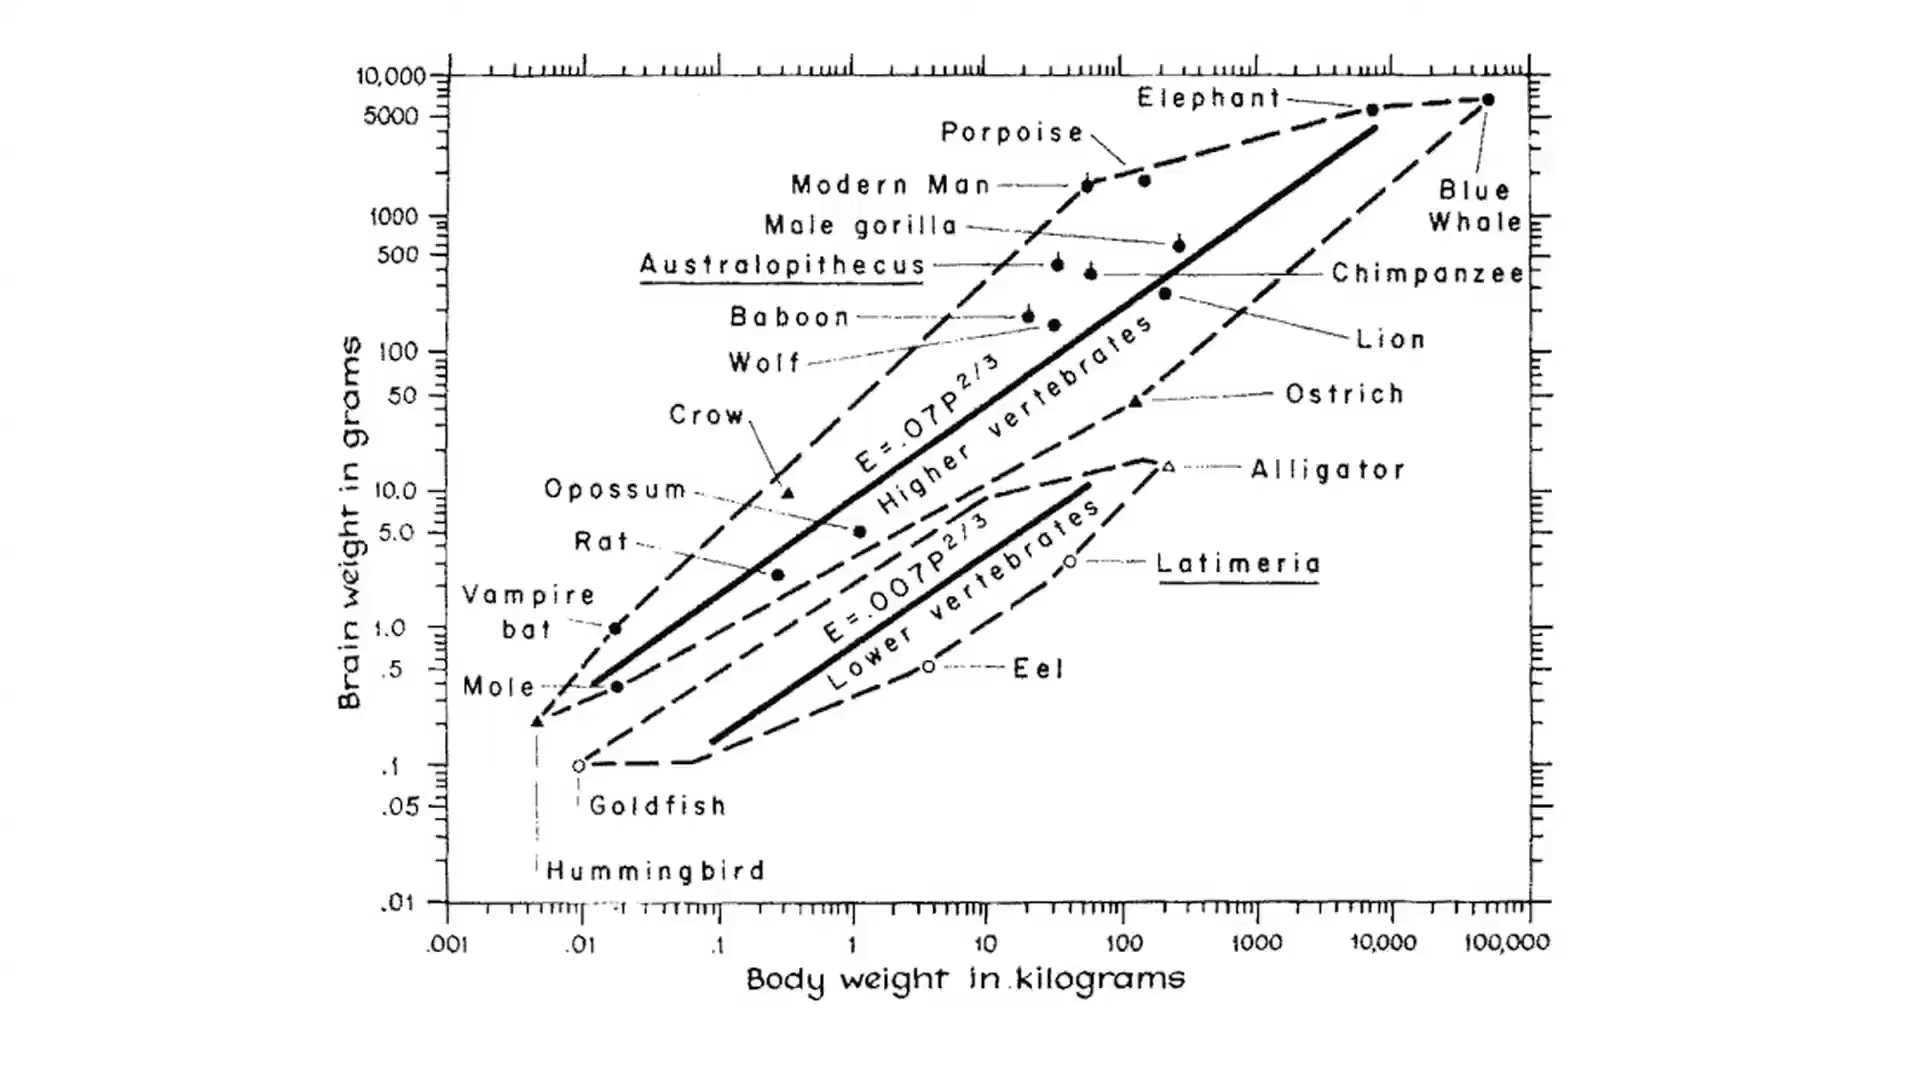 10,000
5000
1000
500
100
50
10.0
5.0
1.0
.5
.1
.05
.01
Brain weight in grams
Elephant
Porpoise
Modern Man
Blue
Whale
Male gorilla
Australopithecus
Chimpanzee
Baboon
Lion
Wolf
Ostrich
Crow
E=.07P2/3
Higher vertebrates
Alligator
Opossum
Rat
E=.007P2/3
Lower vertebrates
Latimeria
Vampire
bat
Eel
Mole
Goldfish
Hummingbird
.001 .01 .1 1 10 100 1000 10,000 100,000
Body weight in kilograms